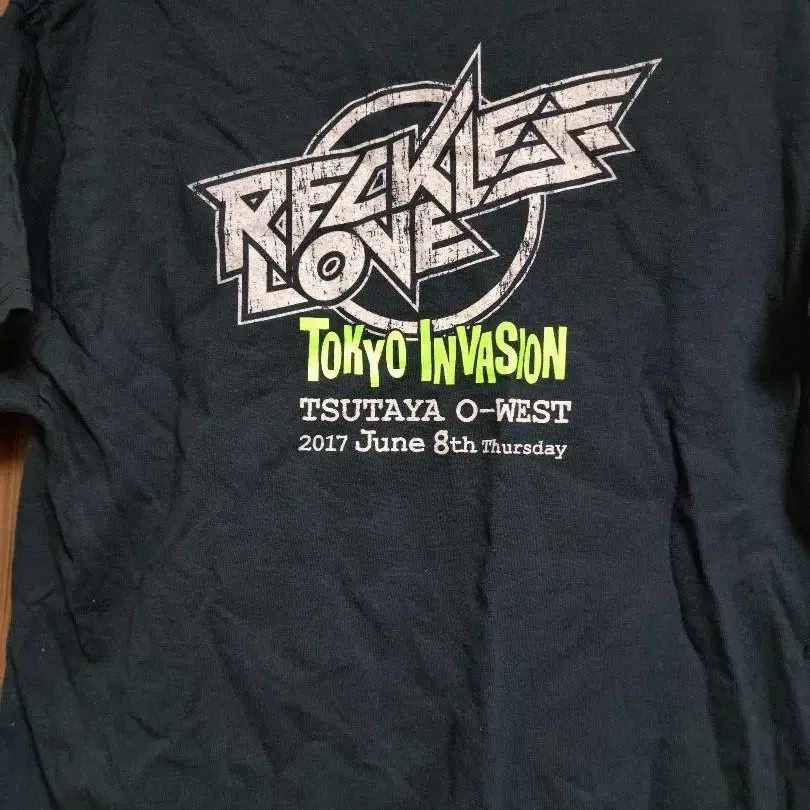 RECKLESS
LOVE
TOKYO INVASION
TSUTAYA O-WEST
2017 June 8th Thursday